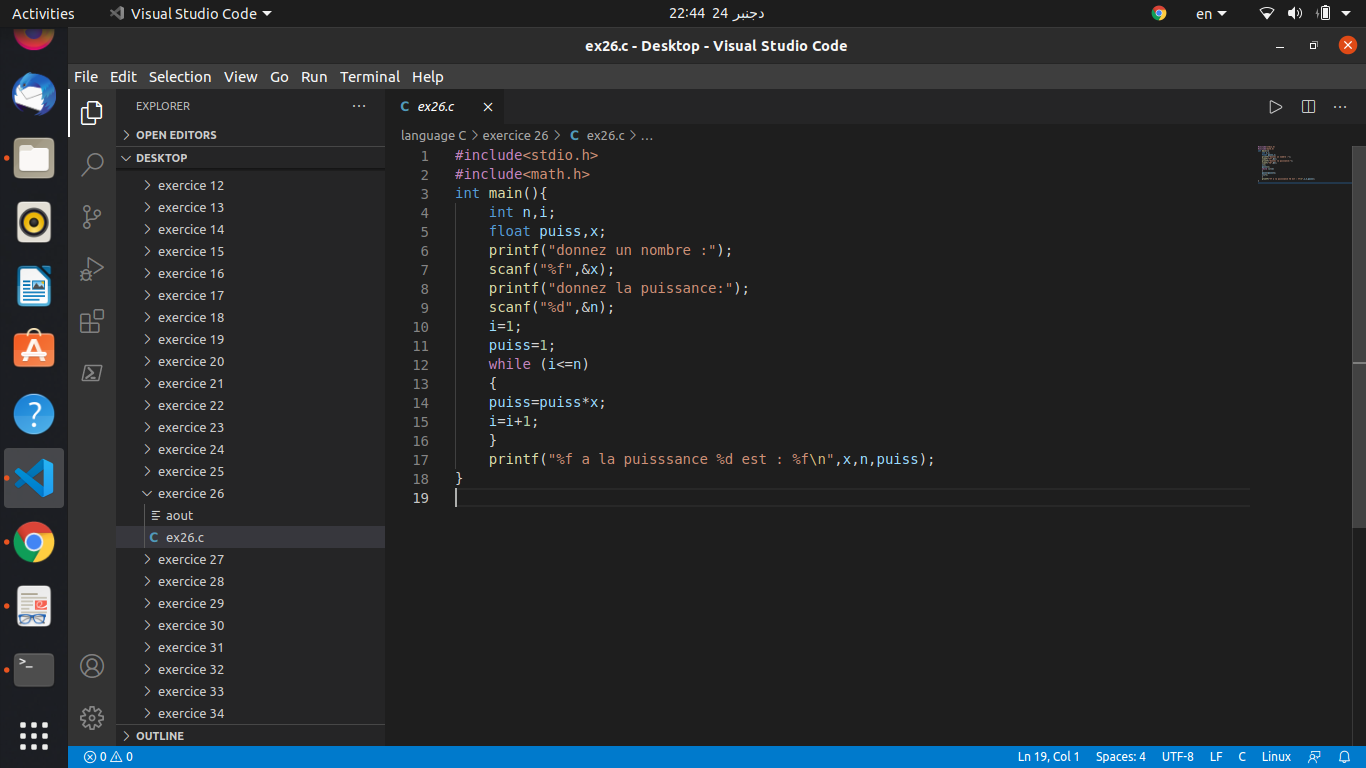 Activities
Visual Studio Code
22:44 24 دجنبر
en
ex26.c - Desktop - Visual Studio Code
File Edit Selection View Go Run Terminal Help
EXPLORER
OPEN EDITORS
DESKTOP
exercice 12
exercice 13
exercice 14
exercice 15
exercice 16
exercice 17
exercice 18
exercice 19
exercice 20
exercice 21
exercice 22
exercice 23
exercice 24
exercice 25
exercice 26
aout
C ex26.c
exercice 27
exercice 28
exercice 29
exercice 30
exercice 31
exercice 32
exercice 33
exercice 34
OUTLINE
C ex26.c
language C > exercice 26 > C ex26.c > ...
1 #include<stdio.h>
2 #include<math.h>
3 int main(){
4 int n,i;
5 float puiss,x;
6 printf("donnez un nombre :");
7 scanf("%f",&x);
8 printf("donnez la puissance:");
9 scanf("%d",&n);
10 i=1;
11 puiss=1;
12 while (i<=n)
13 {
14 puiss=puiss*x;
15 i=i+1;
16 }
17 printf("%f a la puisssance %d est : %f\n",x,n,puiss);
18 }
19
0 0
Ln 19, Col 1 Spaces: 4 UTF-8 LF C Linux